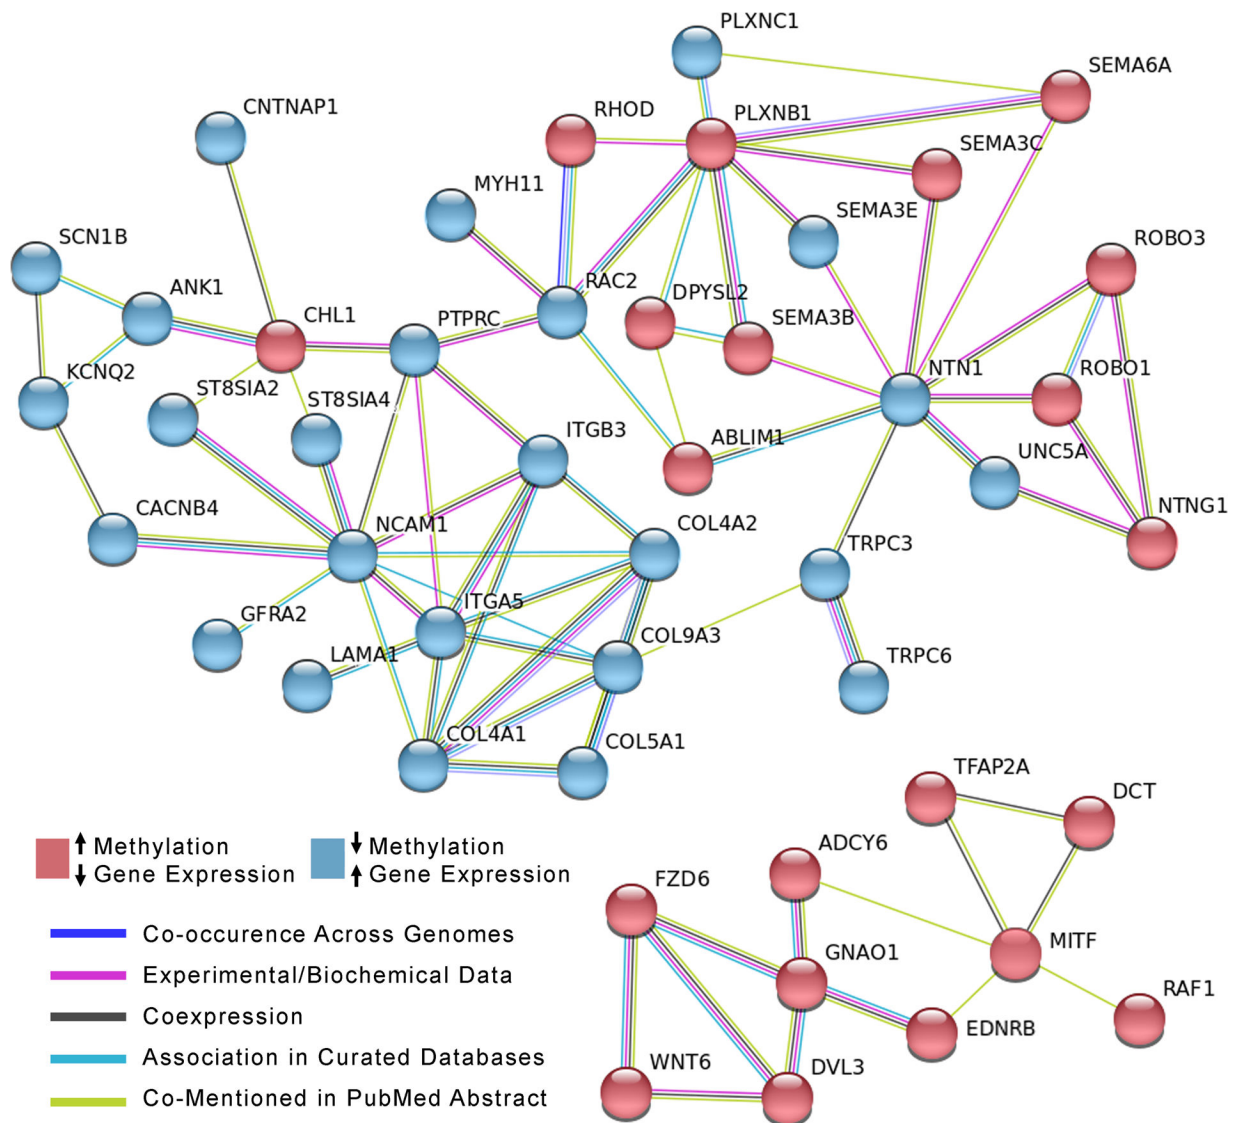 PLXNC1
SEMA6A
CNTNAP1
RHOD
PLXNB1
SEMA3C
MYH11
SEMA3E
SCN1B
ROBO3
ANK1
RAC2
DPYSL2
CHL1
PTPRC
SEMA3B
KCNQ2
NTN1
ROBO1
ST8SIA2
ST8SIA4
ITGB3
ABLIM1
UNC5A
CACNB4
NCAM1
COL4A2
NTNG1
TRPC3
GFRA2
ITGA5
COL9A3
LAMA1
TRPC6
COL4A1
COL5A1
TFAP2A
DCT
Methylation
Gene Expression
Methylation
Gene Expression
ADCY6
FZD6
Co-occurence Across Genomes
MITF
GNAO1
Experimental/Biochemical Data
RAF1
Coexpression
EDNRB
Association in Curated Databases
WNT6
DVL3
Co-Mentioned in PubMed Abstract